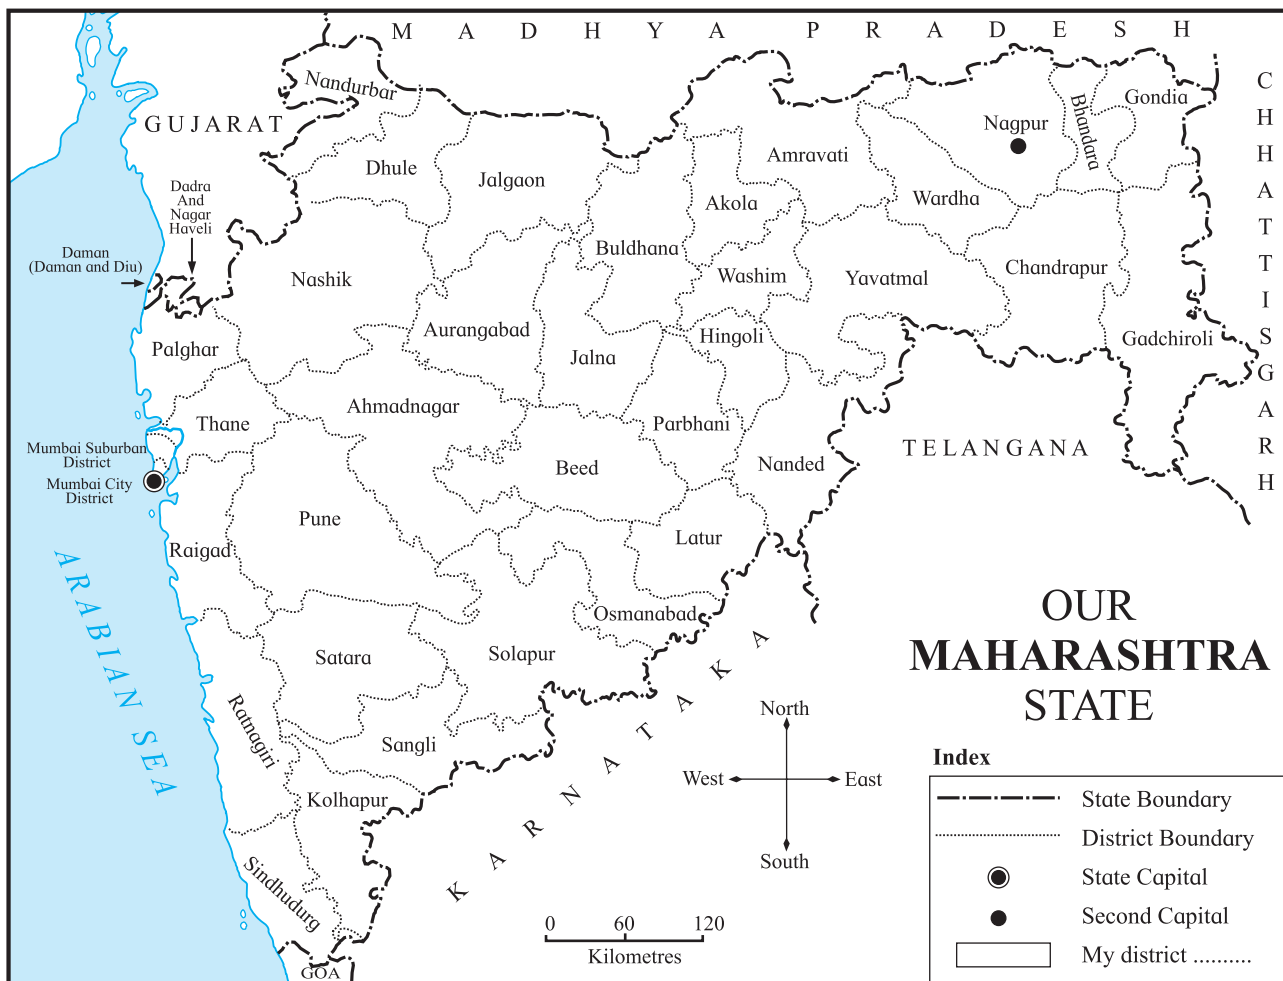 MADHYA PRADESH
CHHATTISGARH
GUJARAT
Nandurbar
Dhule
Jalgaon
Amravati
Nagpur
Bhandara
Gondia
Akola
Wardha
Dadra
And
Nagar
Haveli
Daman
(Daman and Diu)
Nashik
Buldhana
Washim
Yavatmal
Chandrapur
Palghar
Aurangabad
Jalna
Hingoli
Gadchiroli
Thane
Ahmadnagar
Parbhani
TELANGANA
Mumbai Suburban
District
Mumbai City
District
Beed
Nanded
Pune
Raigad
Latur
ARABIAN SEA
Osmanabad
Satara
Solapur
Ratnagiri
Sangli
Kolhapur
Sindhudurg
GOA
KARNATAKA
OUR
MAHARASHTRA
STATE
North
West
East
South
0 60 120
Kilometres
Index
State Boundary
District Boundary
State Capital
Second Capital
My district ..........